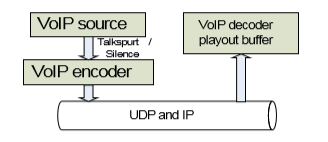 VoIP source
Talkspurt /
Silence
VoIP encoder
VoIP decoder
playout buffer
UDP and IP